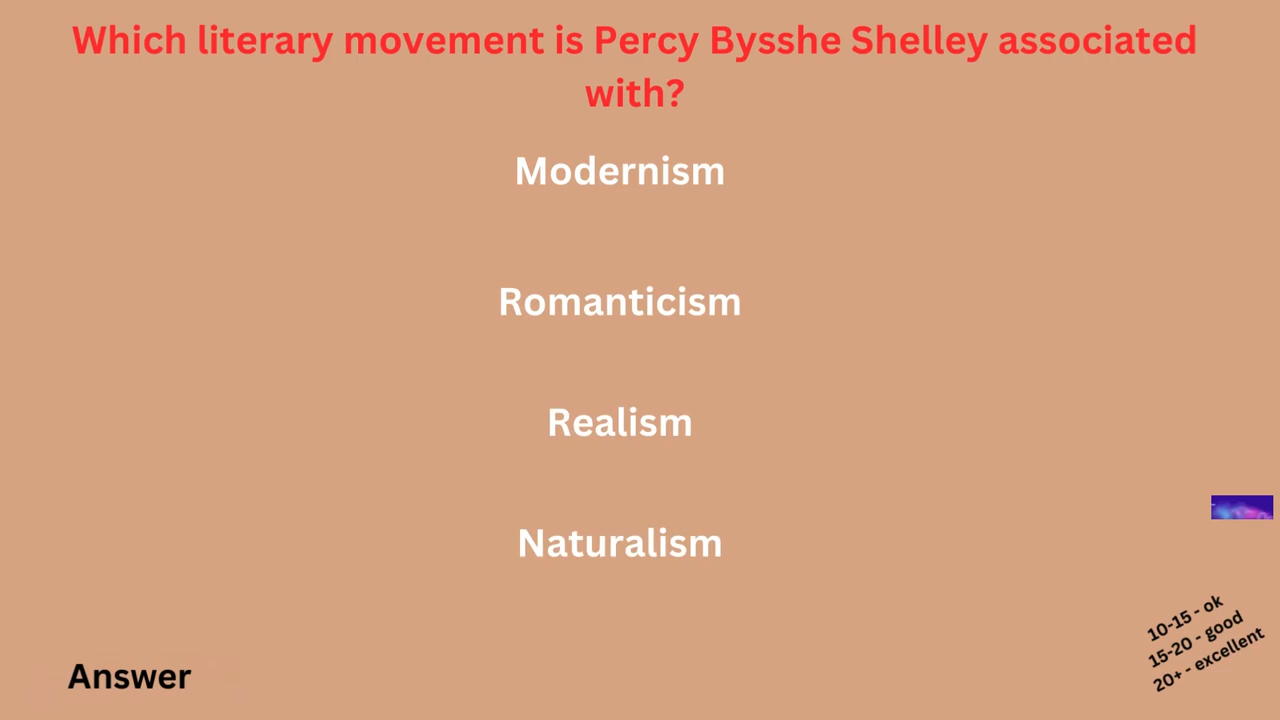 Which literary movement is Percy Bysshe Shelley associated
with?
Modernism
Romanticism
Realism
Naturalism
Answer
10-15 - ok
15-20 - good
20+ - excellent